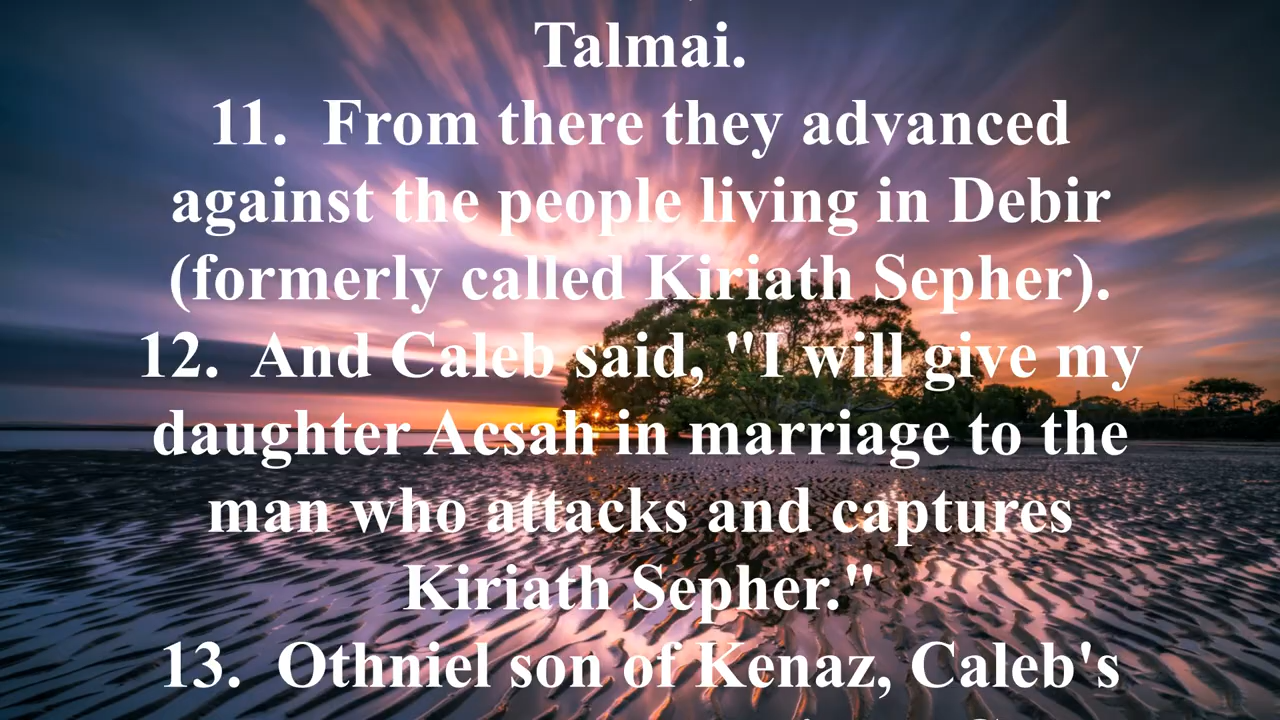 Talmai.
11.  From there they advanced
against the people living in Debir
(formerly called Kiriath Sepher).
12.  And Caleb said, "I will give my
daughter Acsah in marriage to the
man who attacks and captures
Kiriath Sepher."
13.  Othniel son of Kenaz, Caleb's